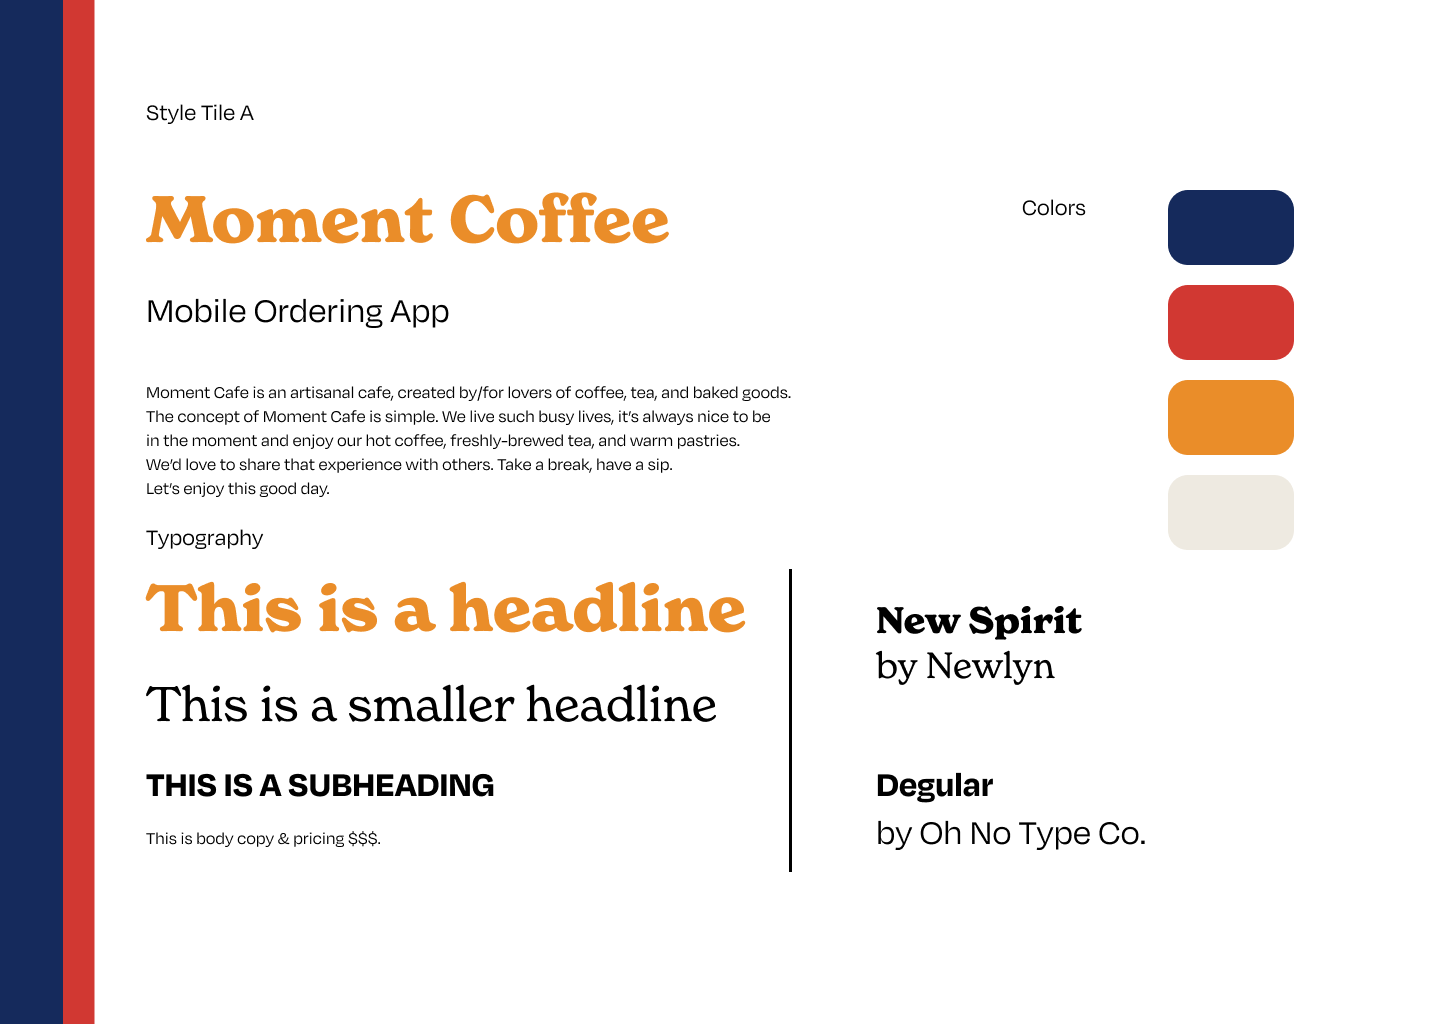 Style Tile A
Moment Coffee
Mobile Ordering App
Moment Cafe is an artisanal cafe, created by/for lovers of coffee, tea, and baked goods.
The concept of Moment Cafe is simple. We live such busy lives, it’s always nice to be
in the moment and enjoy our hot coffee, freshly-brewed tea, and warm pastries.
We’d love to share that experience with others. Take a break, have a sip.
Let’s enjoy this good day.
Colors
Typography
This is a headline
This is a smaller headline
THIS IS A SUBHEADING
This is body copy & pricing $$$.
New Spirit
by Newlyn
Degular
by Oh No Type Co.